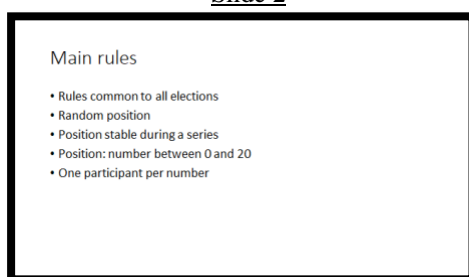 Slide 2
Main rules
• Rules common to all elections
• Random position
• Position stable during a series
• Position: number between 0 and 20
• One participant per number